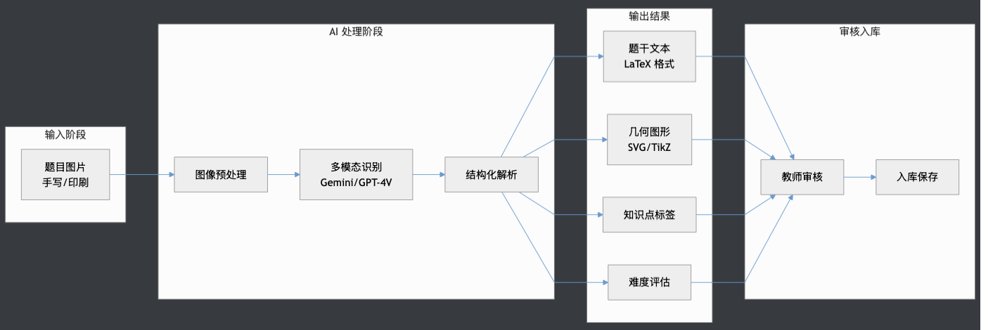 输入阶段
题目图片
手写/印刷
AI 处理阶段
图像预处理
多模态识别
Gemini/GPT-4V
结构化解析
输出结果
题干文本
LaTeX 格式
几何图形
SVG/TikZ
知识点标签
难度评估
审核入库
教师审核
入库保存